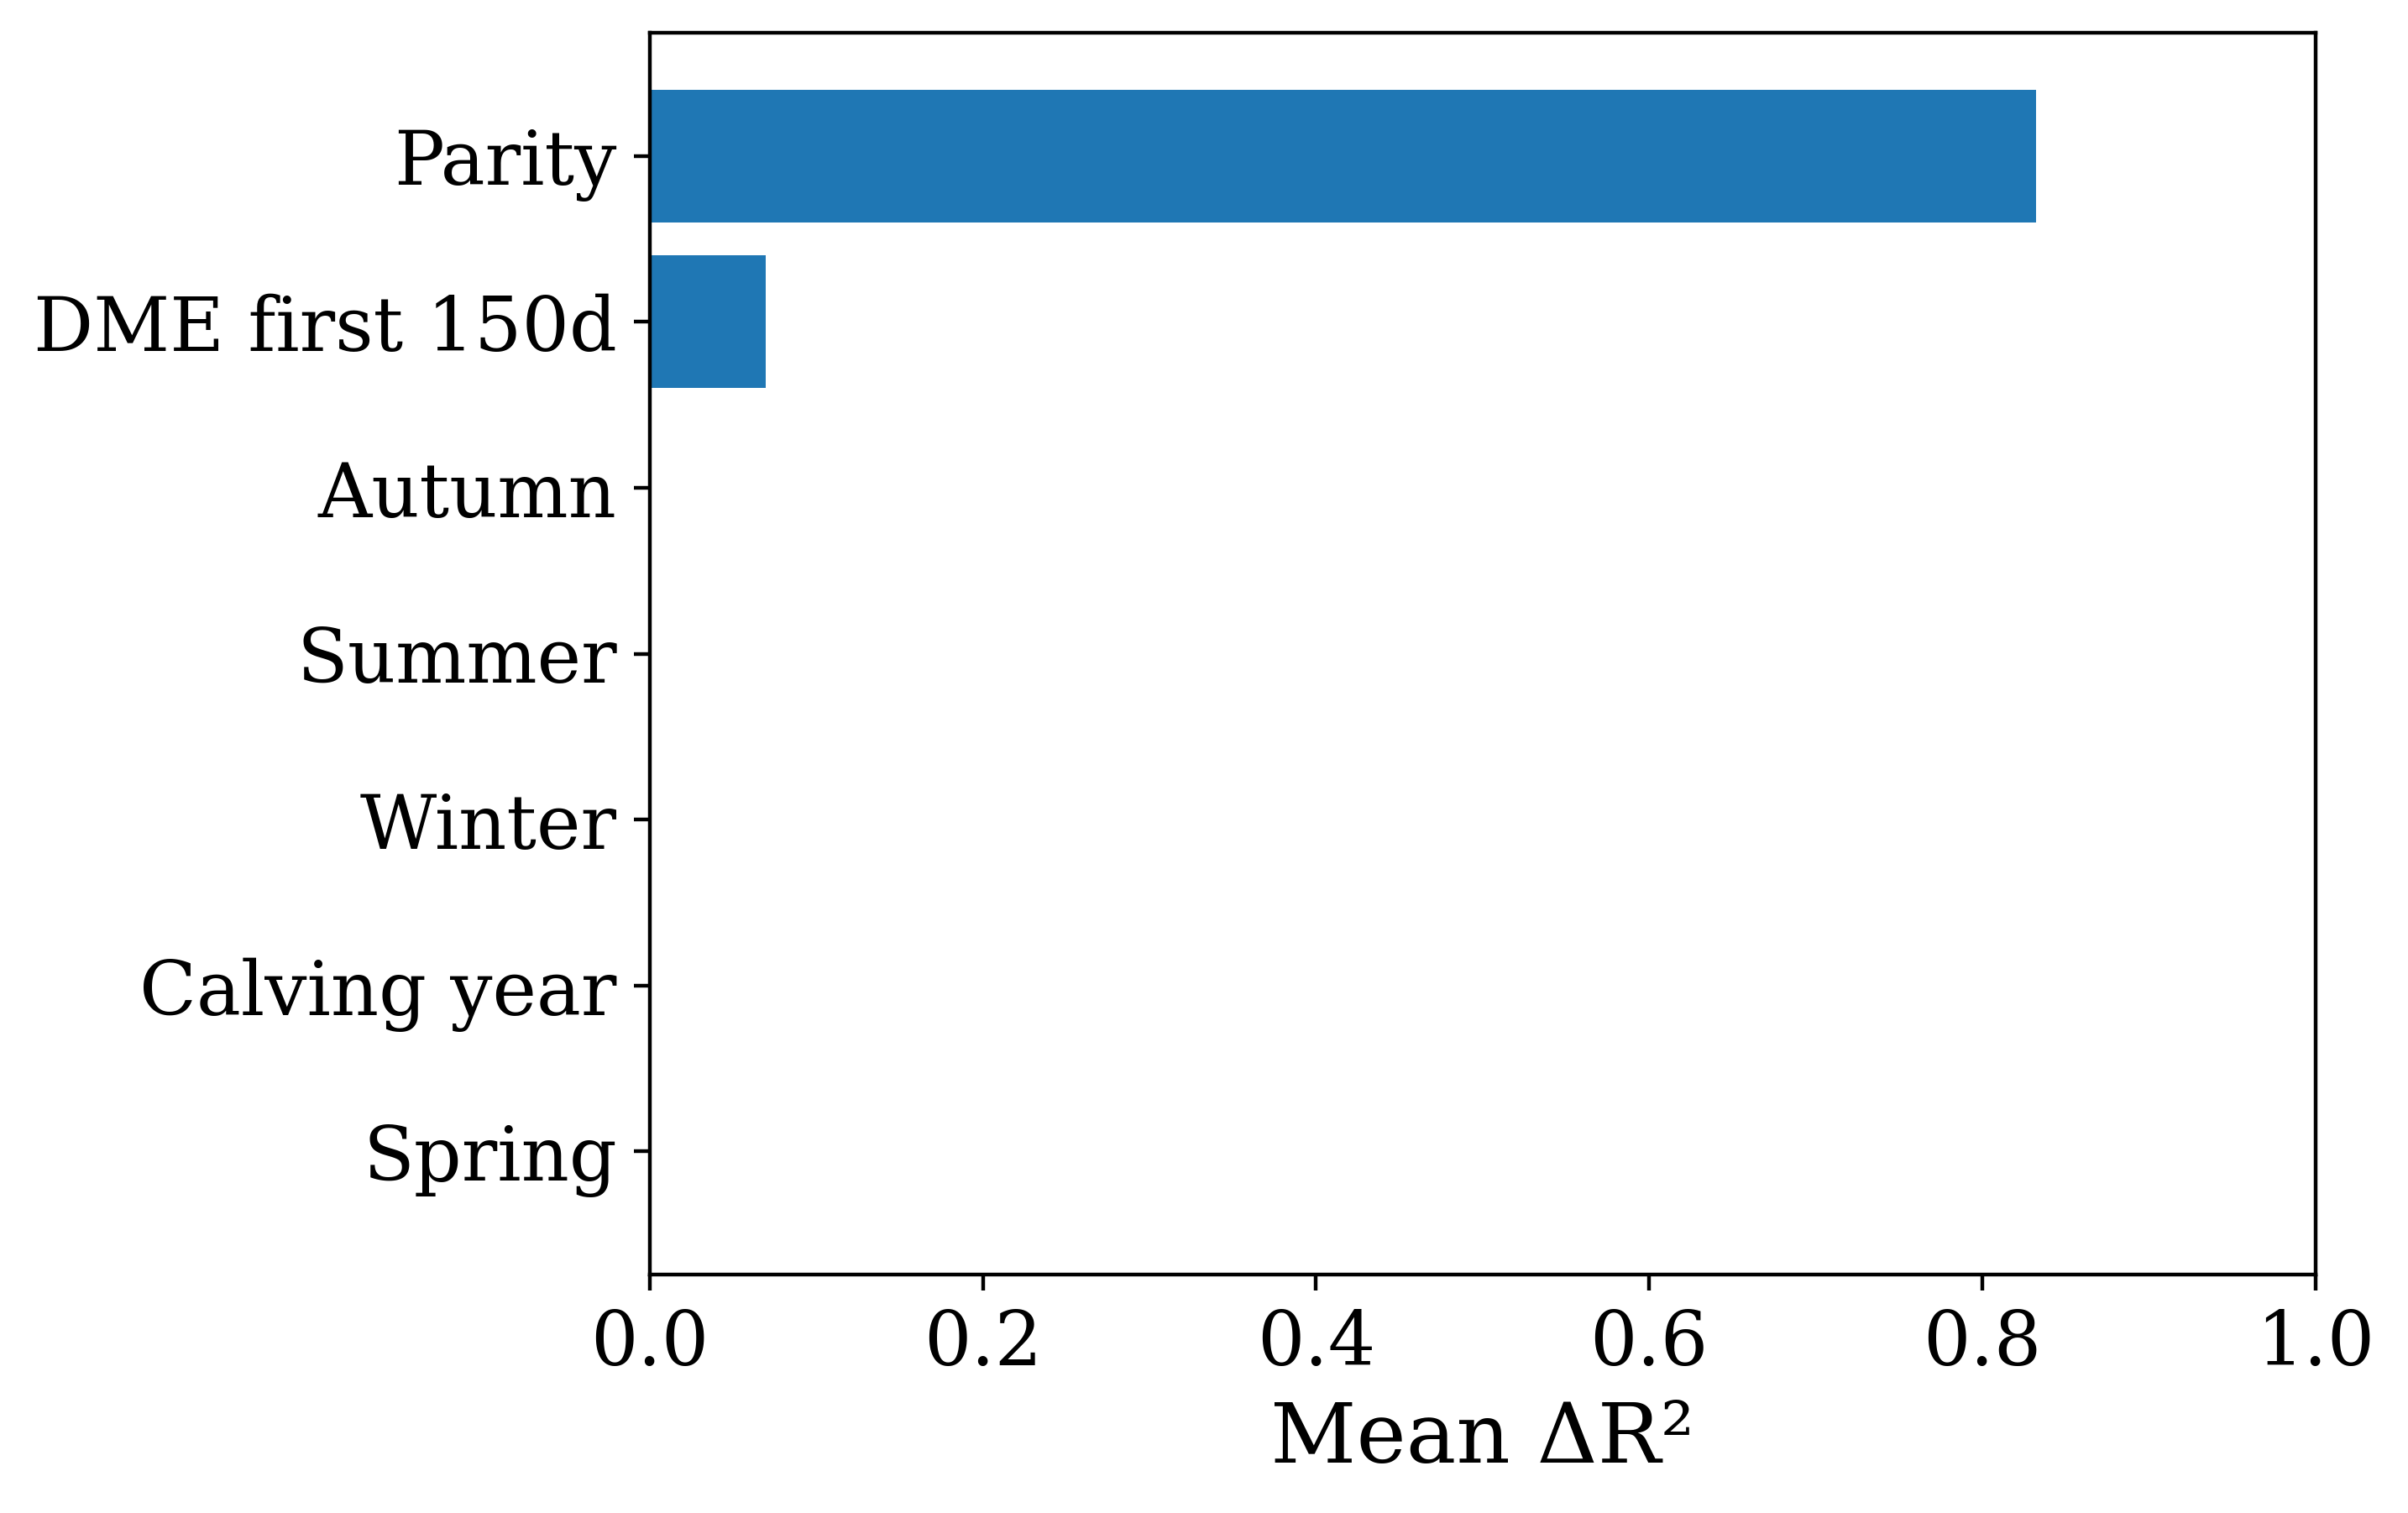 Parity
DME first 150d
Autumn
Summer
Winter
Calving year
Spring
0.0 0.2 0.4 0.6 0.8 1.0
Mean ΔR²